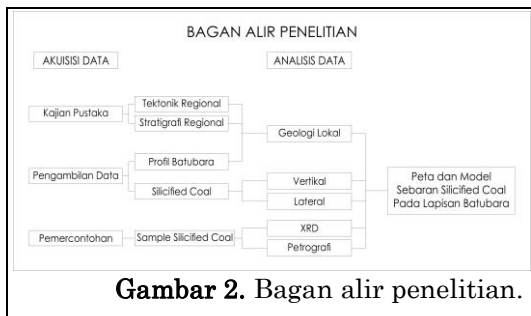 BAGAN ALIR PENELITIAN
AKUISISI DATA
ANALISIS DATA
Kajian Pustaka
Tektonik Regional
Stratigrafi Regional
Geologi Lokal
Pengambilan Data
Profil Batubara
Silicified Coal
Vertikal
Lateral
Pemercontohan
Sample Silicified Coal
XRD
Petrografi
Peta dan Model
Sebaran Silicified Coal
Pada Lapisan Batubara
Gambar 2. Bagan alir penelitian.